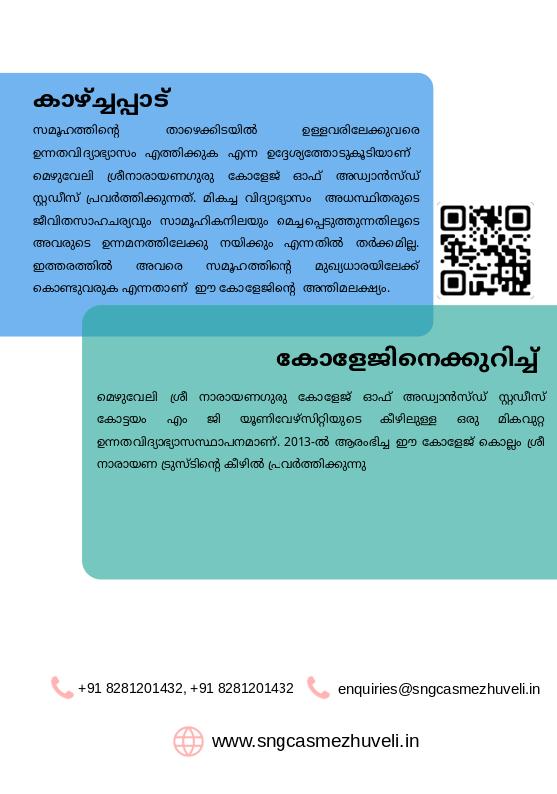 കാഴ്ച്ചപ്പാട്
സമൂഹത്തിന്റെ താഴെക്കിടയിൽ ഉള്ളവരിലേക്കുവരെ
ഉന്നതവിദ്യാഭ്യാസം എത്തിക്കുക എന്ന ഉദ്ദേശ്യത്തോടുകൂടിയാണ്
മെഴുവേലി ശ്രീനാരായണഗുരു കോളേജ് ഓഫ് അഡ്വാൻസ്ഡ്
സ്റ്റഡീസ് പ്രവർത്തിക്കുന്നത്. മികച്ച വിദ്യാഭ്യാസം അധസ്ഥിതരുടെ
ജീവിതസാഹചര്യവും സാമൂഹികനിലയും മെച്ചപ്പെടുത്തുന്നതിലൂടെ
അവരുടെ ഉന്നമനത്തിലേക്കു നയിക്കും എന്നതിൽ തർക്കമില്ല.
ഇത്തരത്തിൽ അവരെ സമൂഹത്തിന്റെ മുഖ്യധാരയിലേക്ക്
കൊണ്ടുവരുക എന്നതാണ് ഈ കോളേജിന്റെ അന്തിമലക്ഷ്യം.
കോളേജിനെക്കുറിച്ച്
മെഴുവേലി ശ്രീ നാരായണഗുരു കോളേജ് ഓഫ് അഡ്വാൻസ്ഡ് സ്റ്റഡീസ്
കോട്ടയം എം ജി യൂണിവേഴ്സിറ്റിയുടെ കീഴിലുള്ള ഒരു മികവുറ്റ
ഉന്നതവിദ്യാഭ്യാസസ്ഥാപനമാണ്. 2013-ൽ ആരംഭിച്ച ഈ കോളേജ് കൊല്ലം ശ്രീ
നാരായണ ട്രുസ്ടിന്റെ കീഴിൽ പ്രവർത്തിക്കുന്നു
+91 8281201432, +91 8281201432 enquiries@sngcasmezhuveli.in
www.sngcasmezhuveli.in